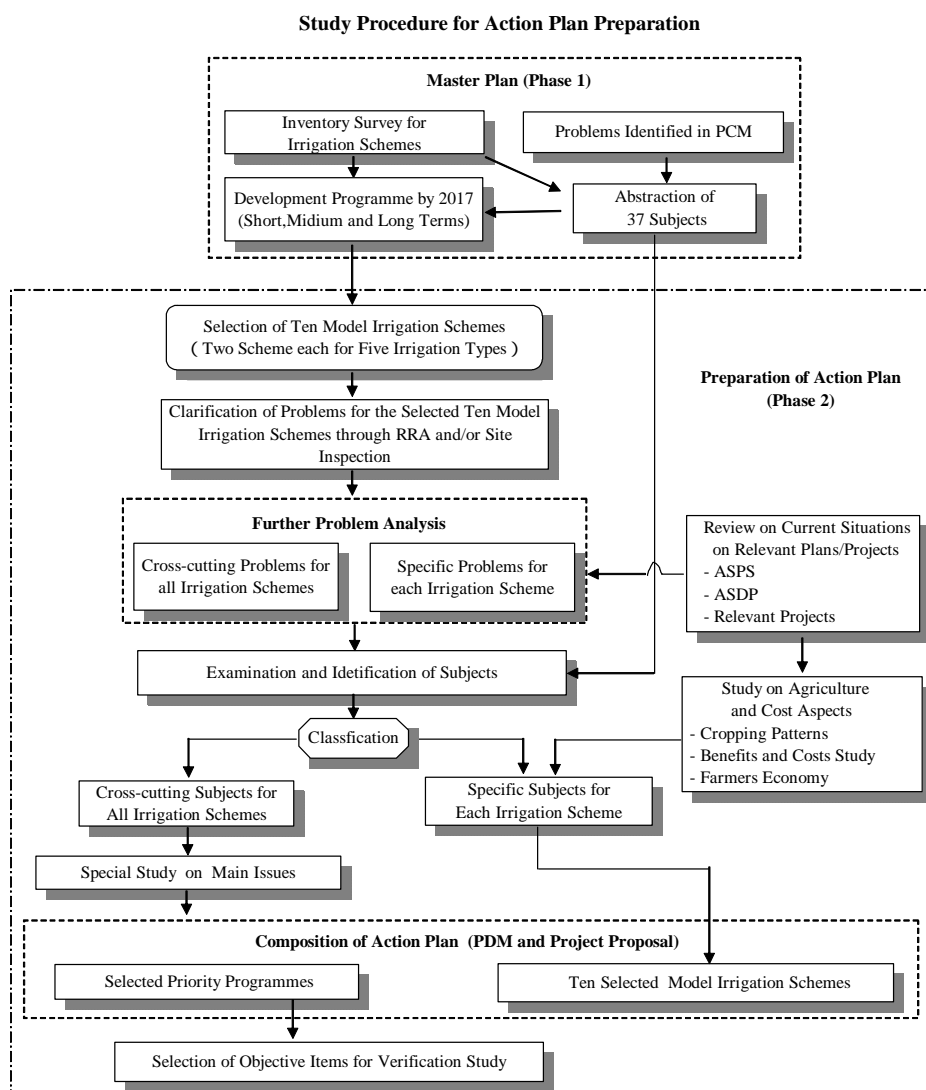 Study Procedure for Action Plan Preparation
Master Plan (Phase 1)
Inventory Survey for
Irrigation Schemes
Problems Identified in PCM
Development Programme by 2017
(Short,Midium and Long Terms)
Abstraction of
37 Subjects
Selection of Ten Model Irrigation Schemes
( Two Scheme each for Five Irrigation Types )
Preparation of Action Plan
(Phase 2)
Clarification of Problems for the Selected Ten Model
Irrigation Schemes through RRA and/or Site
Inspection
Further Problem Analysis
Cross-cutting Problems for
all Irrigation Schemes
Specific Problems for
each Irrigation Scheme
Review on Current Situations
on Relevant Plans/Projects
- ASPS
- ASDP
- Relevant Projects
Examination and Idetification of Subjects
Study on Agriculture
and Cost Aspects
- Cropping Patterns
- Benefits and Costs Study
- Farmers Economy
Classfication
Cross-cutting Subjects for
All Irrigation Schemes
Specific Subjects for
Each Irrigation Scheme
Special Study on Main Issues
Composition of Action Plan (PDM and Project Proposal)
Selected Priority Programmes
Ten Selected Model Irrigation Schemes
Selection of Objective Items for Verification Study